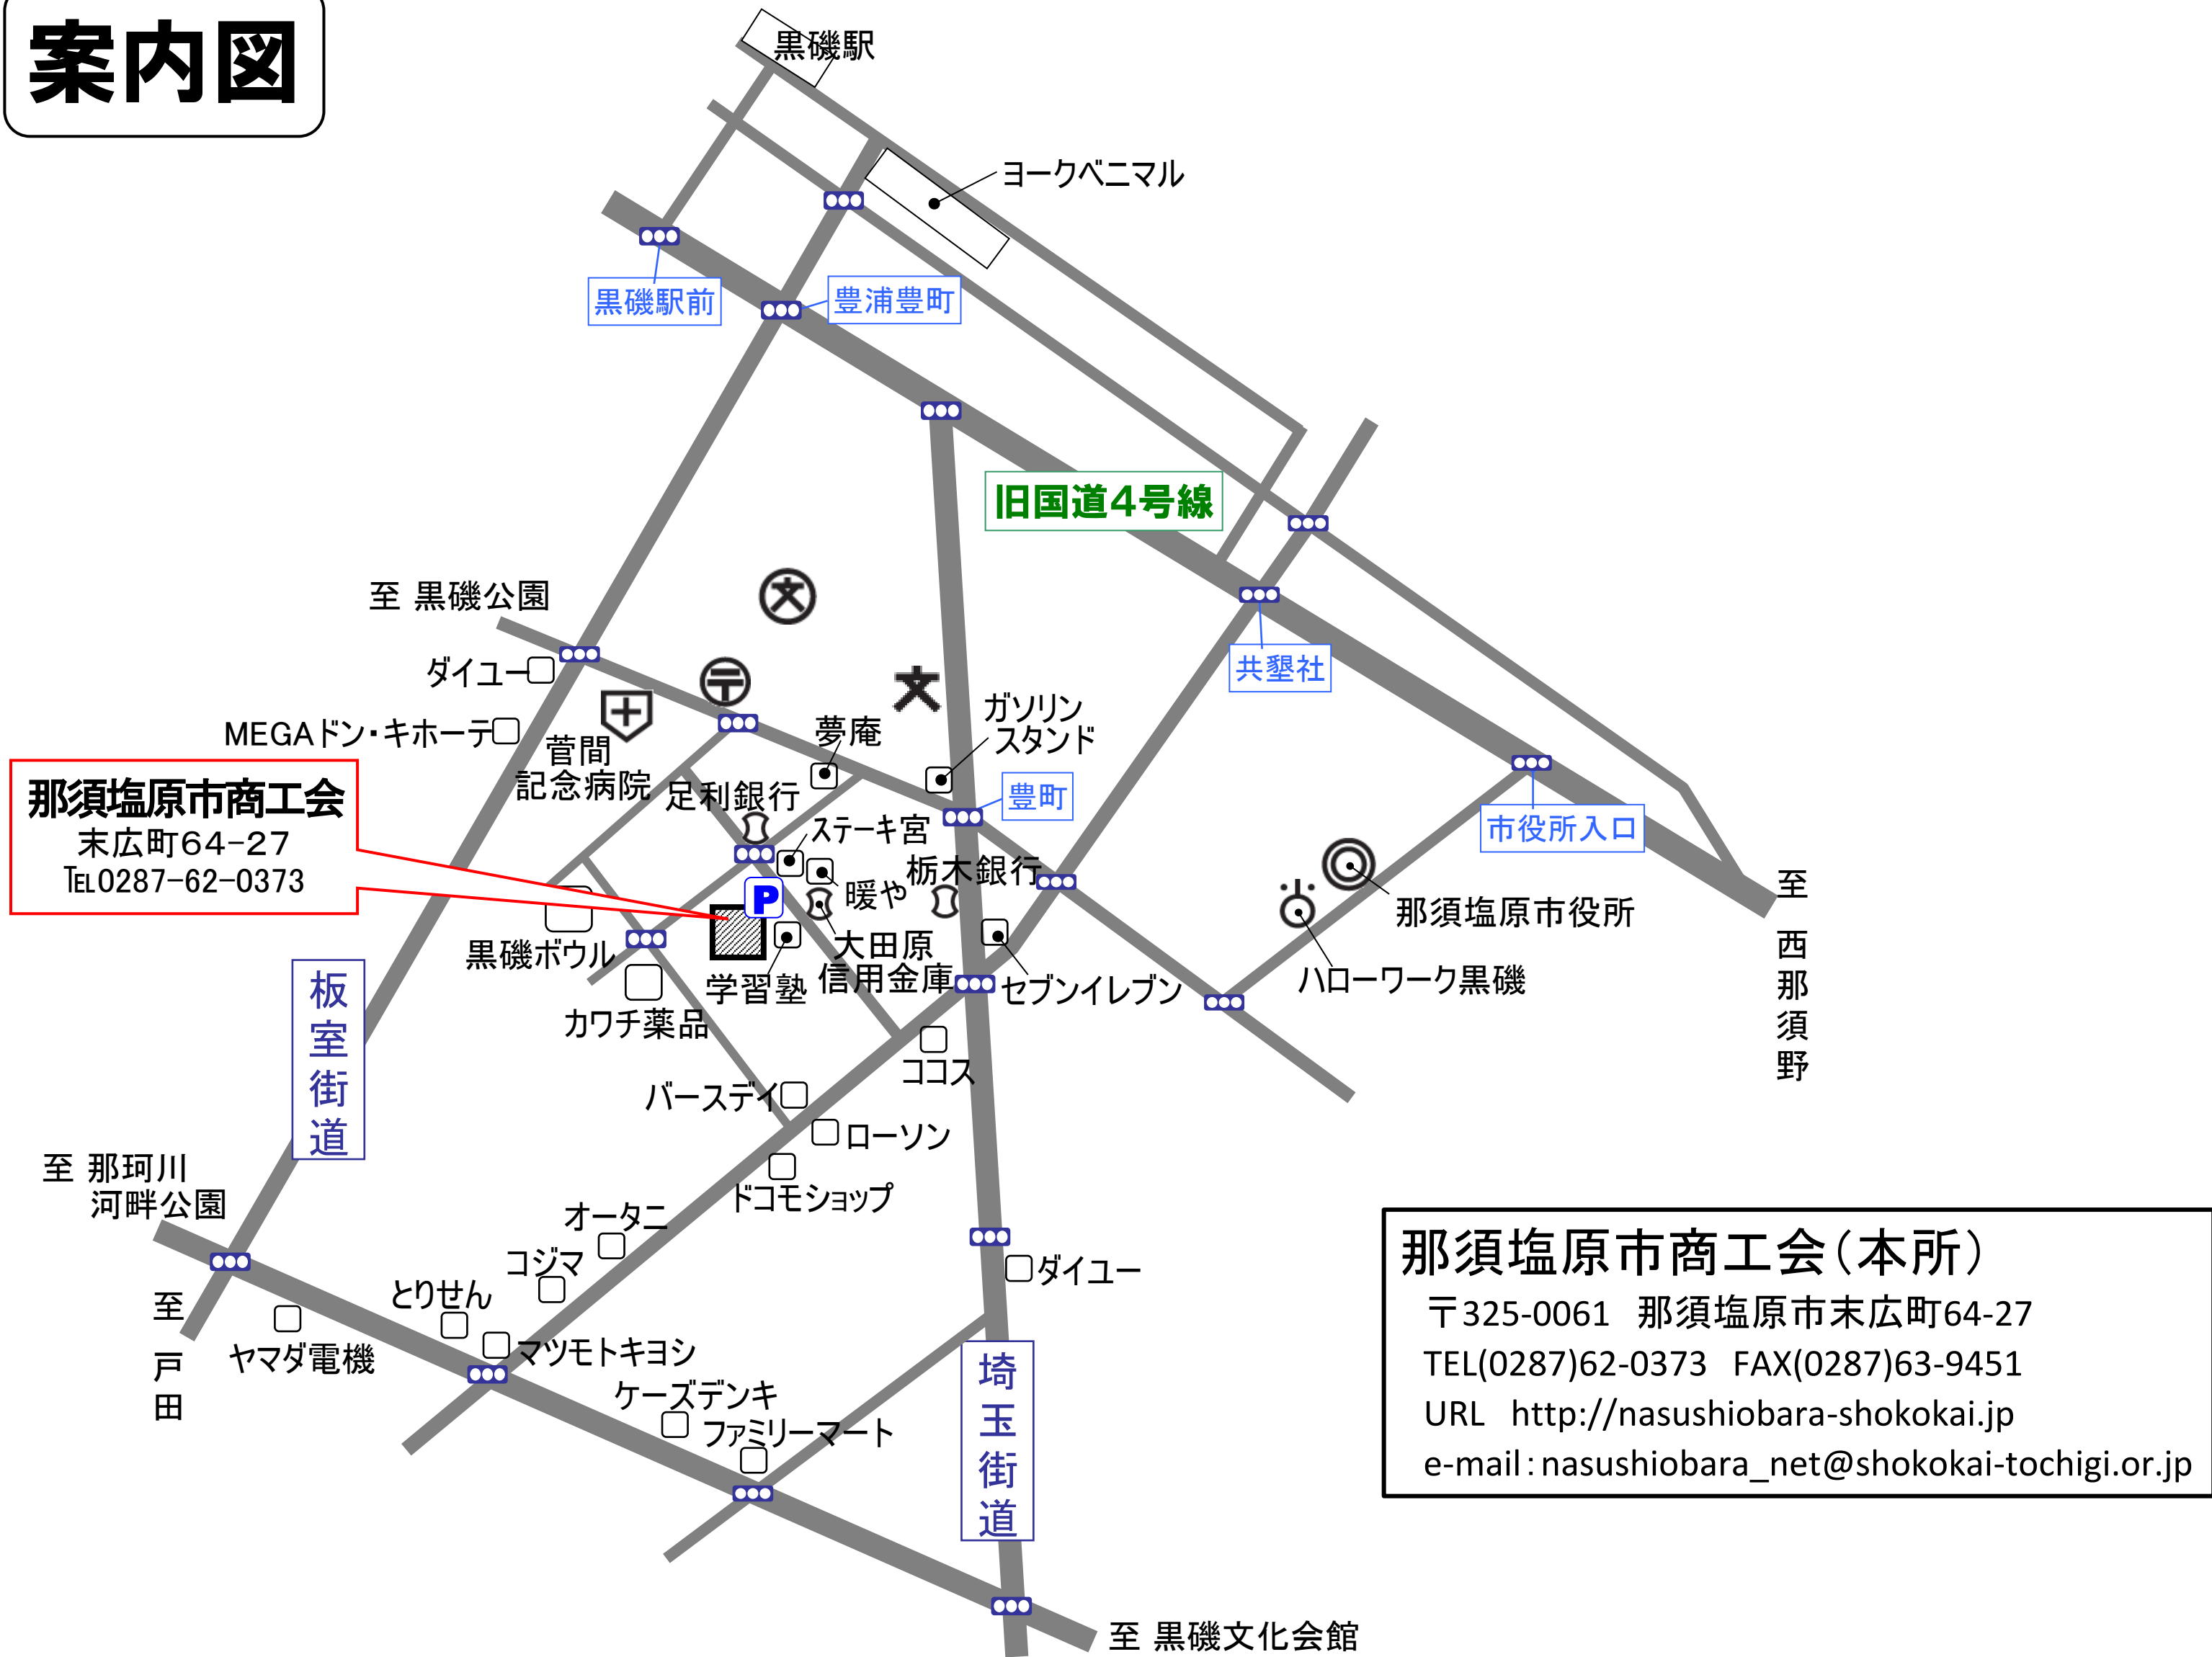 案内図
黒磯駅
ヨークベニマル
黒磯駅前
豊浦豊町
旧国道4号線
至 黒磯公園
ダイユー
MEGAドン・キホーテ
菅間
記念病院
共墾社
ガソリン
スタンド
夢庵
足利銀行
豊町
ステーキ宮
栃木銀行
市役所入口
那須塩原市商工会
末広町64-27
TEL0287-62-0373
P
暖や
大田原
信用金庫
黒磯ボウル
学習塾
セブンイレブン
那須塩原市役所
ハローワーク黒磯
至 西那須野
カワチ薬品
ココス
板室街道
バースデイ
ローソン
ドコモショップ
至 那珂川
河畔公園
オータニ
コジマ
とりせん
ダイユー
至 戸田
ヤマダ電機
マツモトキヨシ
ケーズデンキ
ファミリーマート
埼玉街道
至 黒磯文化会館
那須塩原市商工会（本所）
〒325-0061 那須塩原市末広町64-27
TEL(0287)62-0373 FAX(0287)63-9451
URL http://nasushiobara-shokokai.jp
e-mail：nasushiobara_net@shokokai-tochigi.or.jp